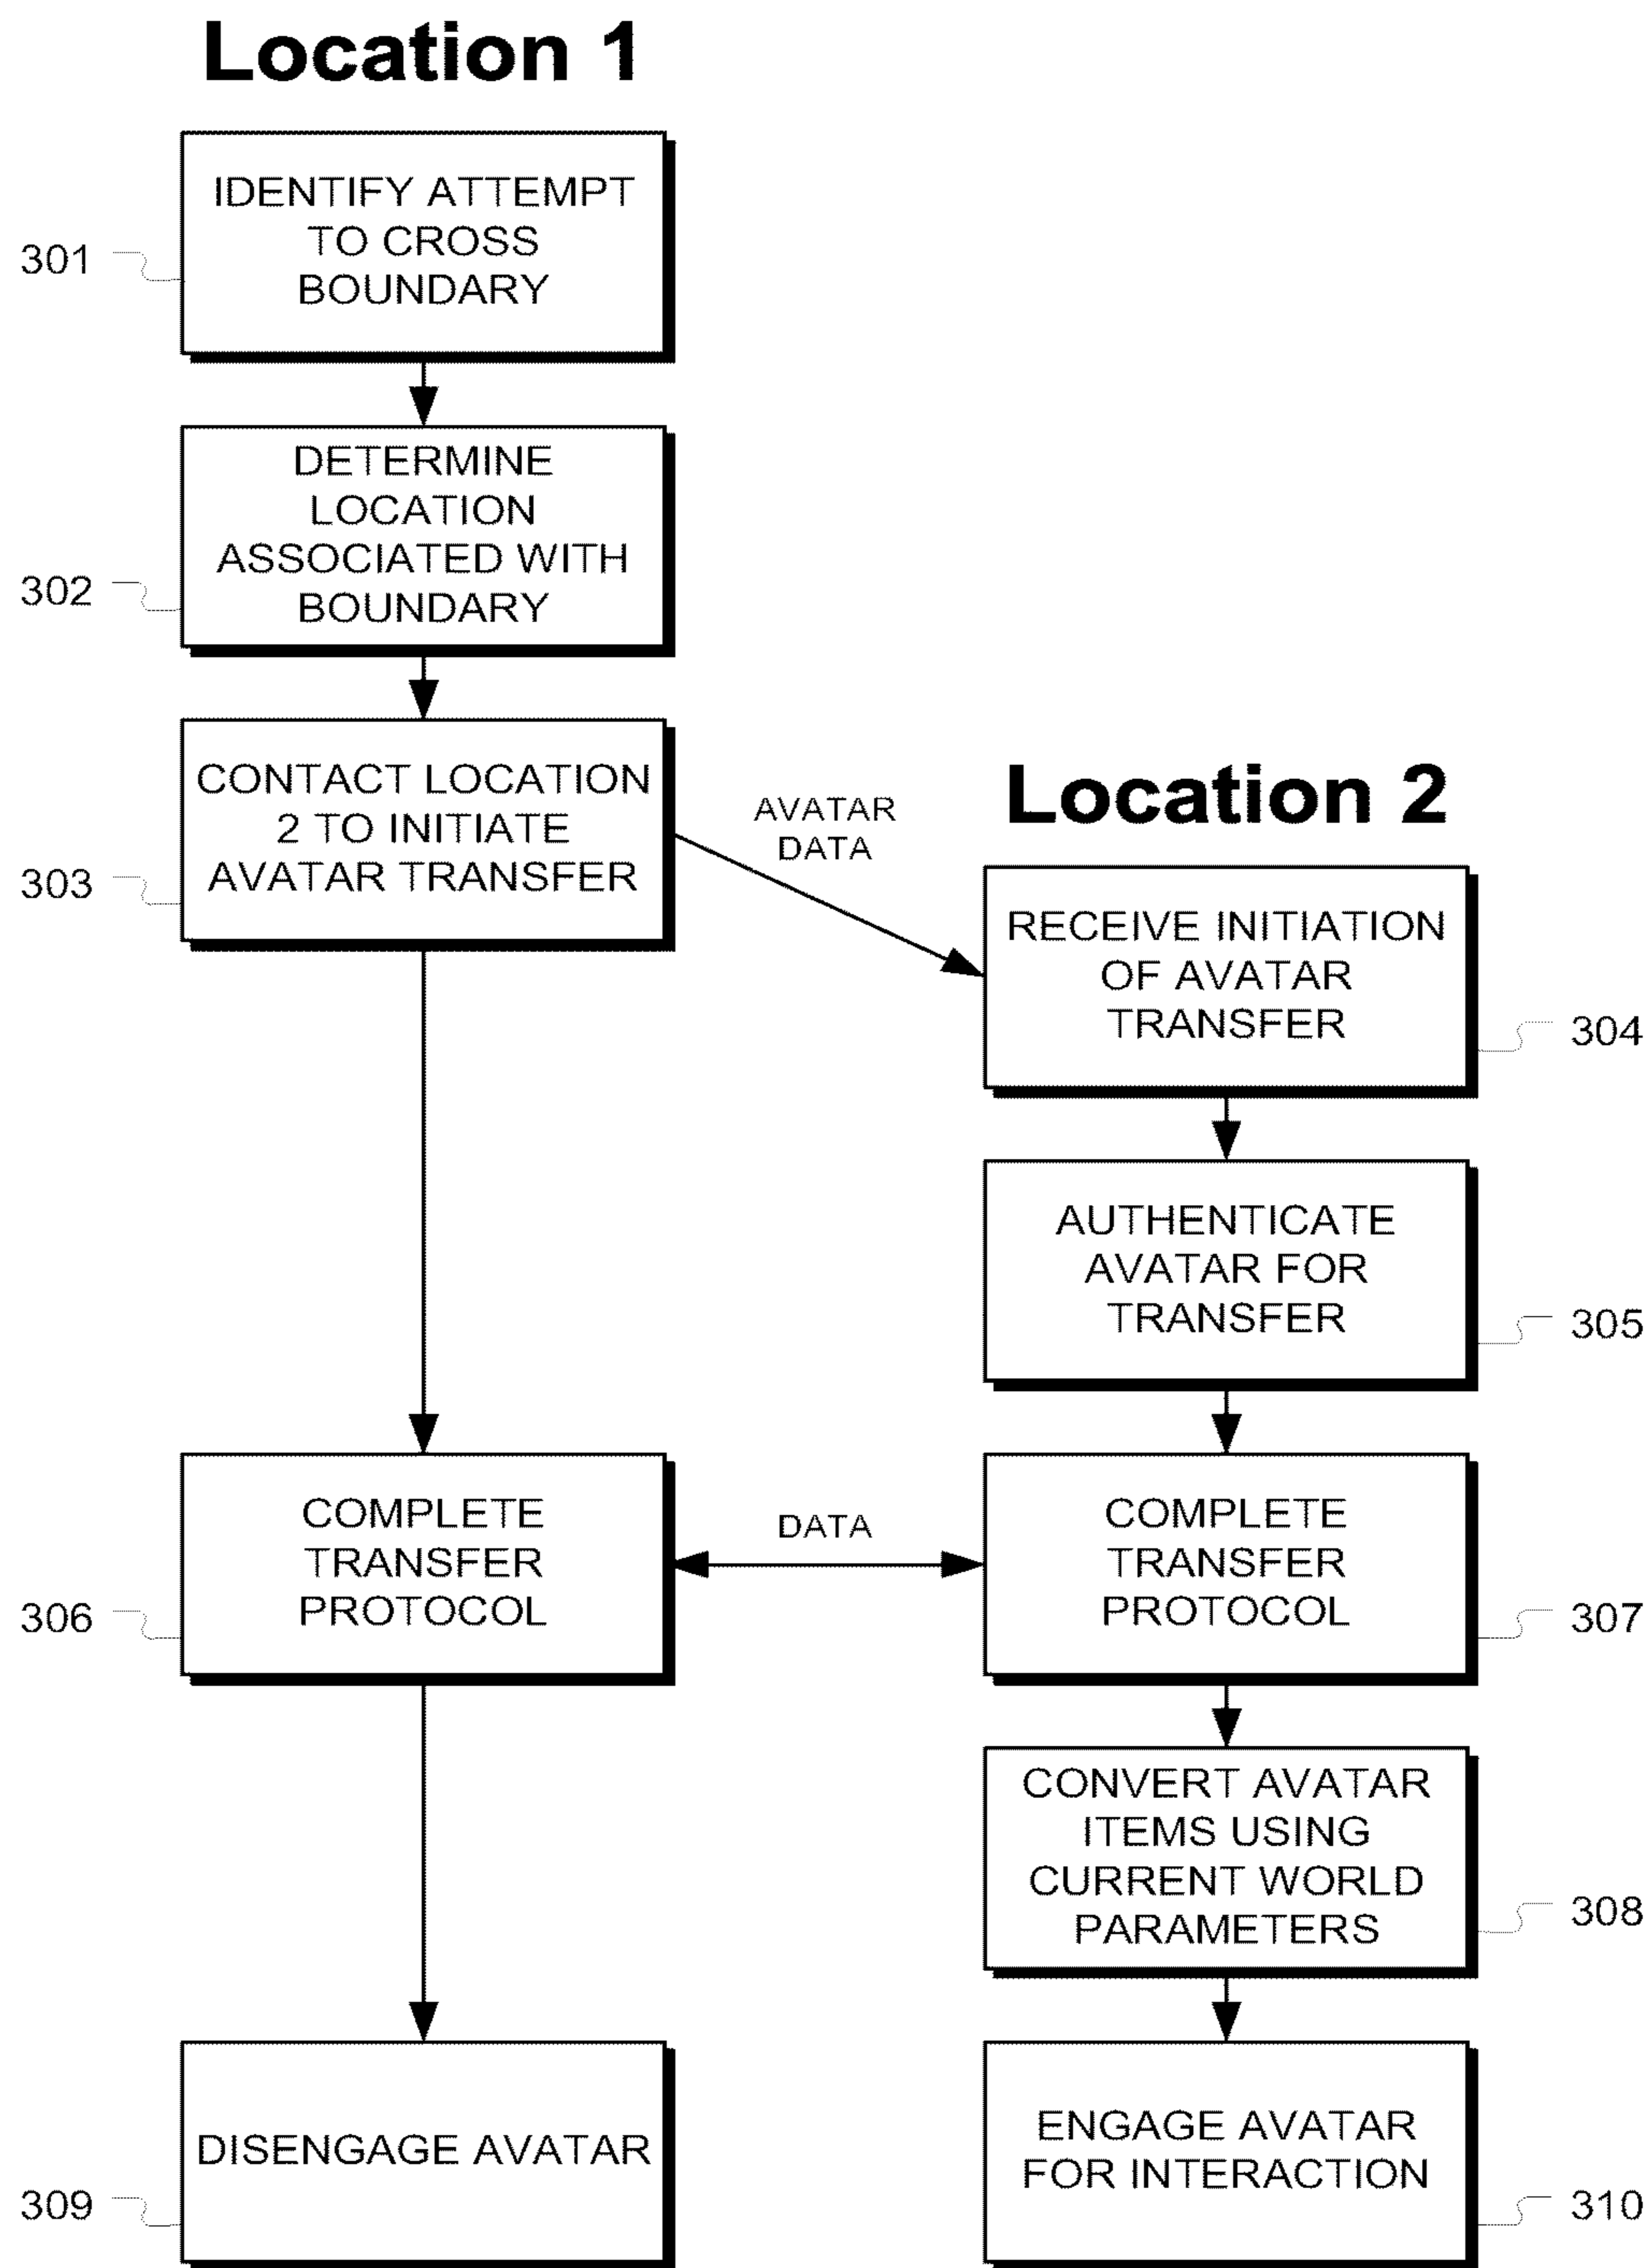 Location 1
IDENTIFY ATTEMPT
TO CROSS
BOUNDARY
301
DETERMINE
LOCATION
ASSOCIATED WITH
BOUNDARY
302
CONTACT LOCATION
2 TO INITIATE
AVATAR TRANSFER
303
AVATAR
DATA
Location 2
RECEIVE INITIATION
OF AVATAR
TRANSFER
304
AUTHENTICATE
AVATAR FOR
TRANSFER
305
COMPLETE
TRANSFER
PROTOCOL
306
DATA
COMPLETE
TRANSFER
PROTOCOL
307
CONVERT AVATAR
ITEMS USING
CURRENT WORLD
PARAMETERS
308
DISENGAGE AVATAR
309
ENGAGE AVATAR
FOR INTERACTION
310